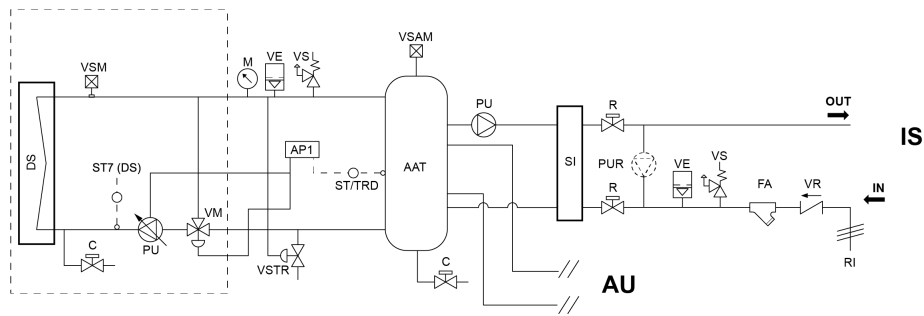 VSAM
VSM
M
VE
VSI
PU
R
OUT
IS
AP1
DS
ST7 (DS)
ST/TRD
AAT
SI
PUR
VE
VS
FA
VR
IN
VM
R
PU
C
VSTR
C
AU
RI